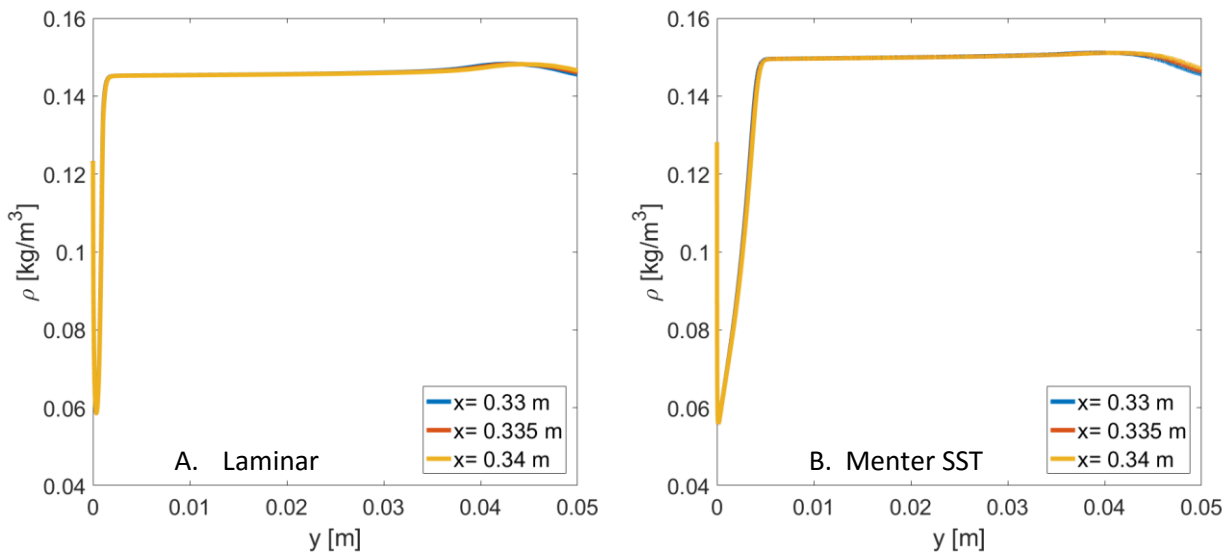 0.16
0.14
0.12
0.1
0.08
0.06
0.04
ρ [kg/m³]
0
0.01
0.02
0.03
0.04
0.05
y [m]
x= 0.33 m
x= 0.335 m
x= 0.34 m
A. Laminar
0.16
0.14
0.12
0.1
0.08
0.06
0.04
ρ [kg/m³]
0
0.01
0.02
0.03
0.04
0.05
y [m]
x= 0.33 m
x= 0.335 m
x= 0.34 m
B. Menter SST